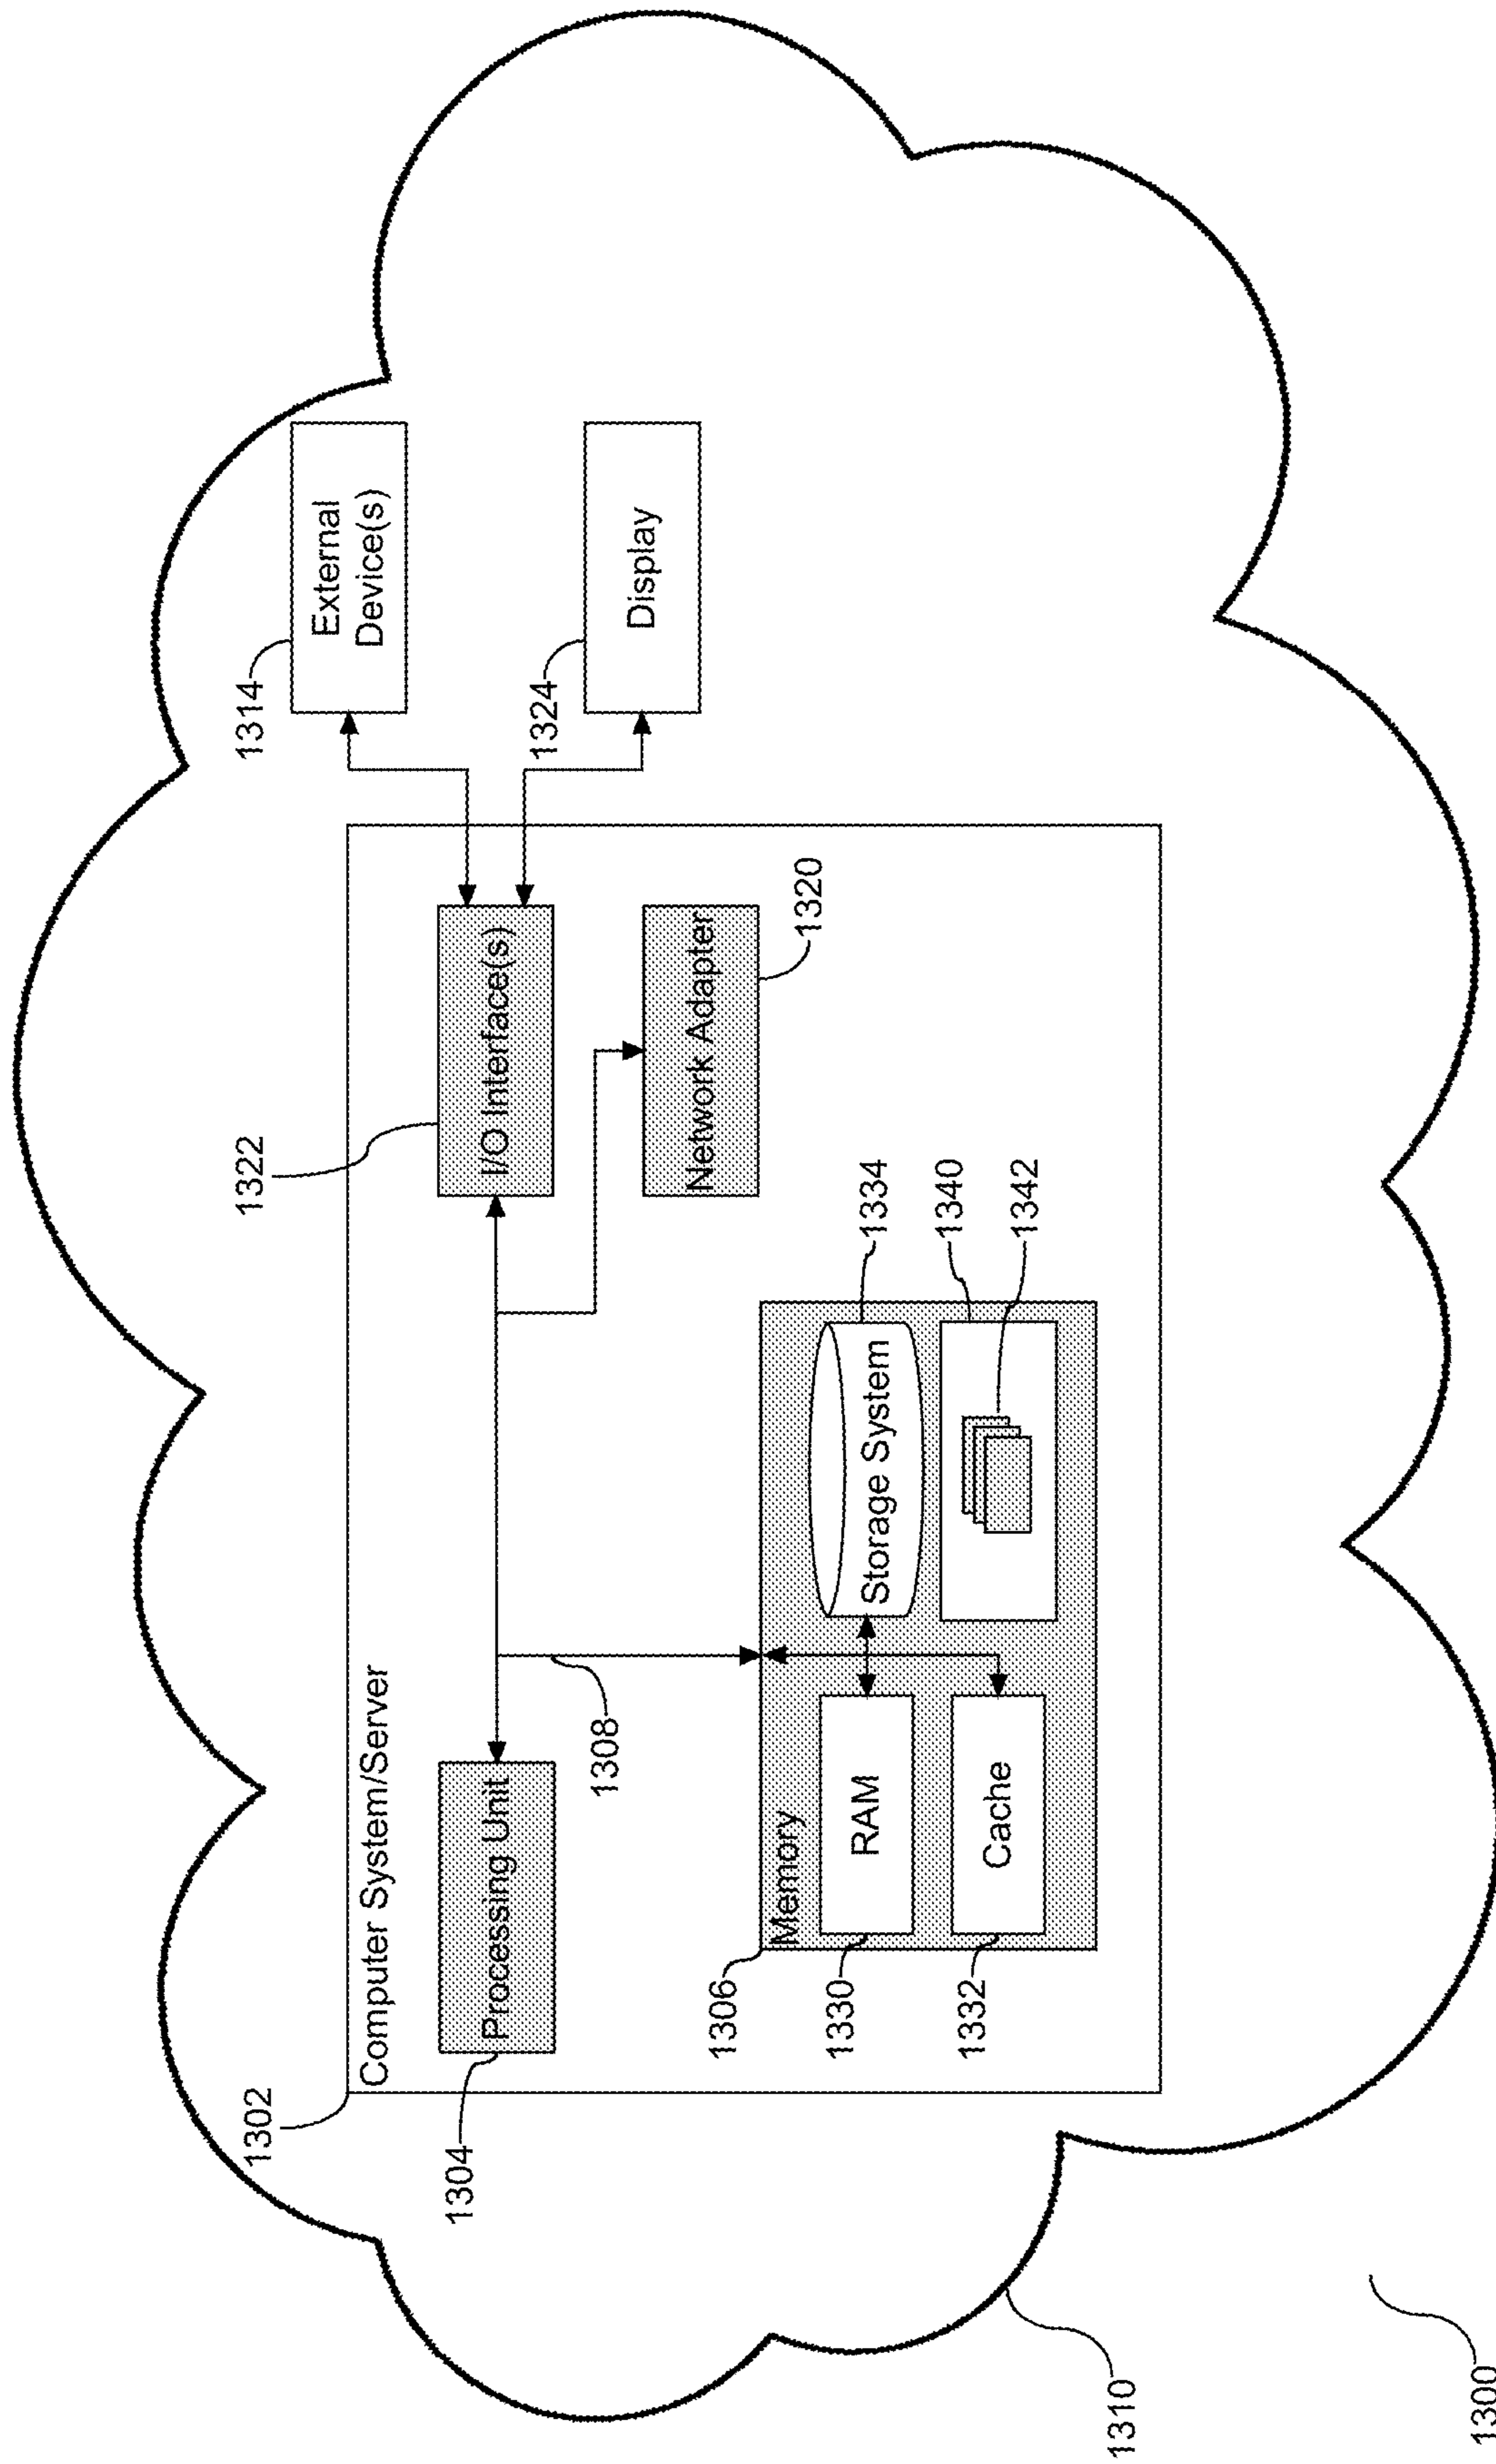 1302
Computer System/Server
1304
Processing Unit
1308
1322
I/O Interface(s)
1314
External
Device(s)
1324
Display
Network Adapter
1320
1306
Memory
1330
RAM
1332
Cache
Storage System
1334
1340
1342
1310
1300